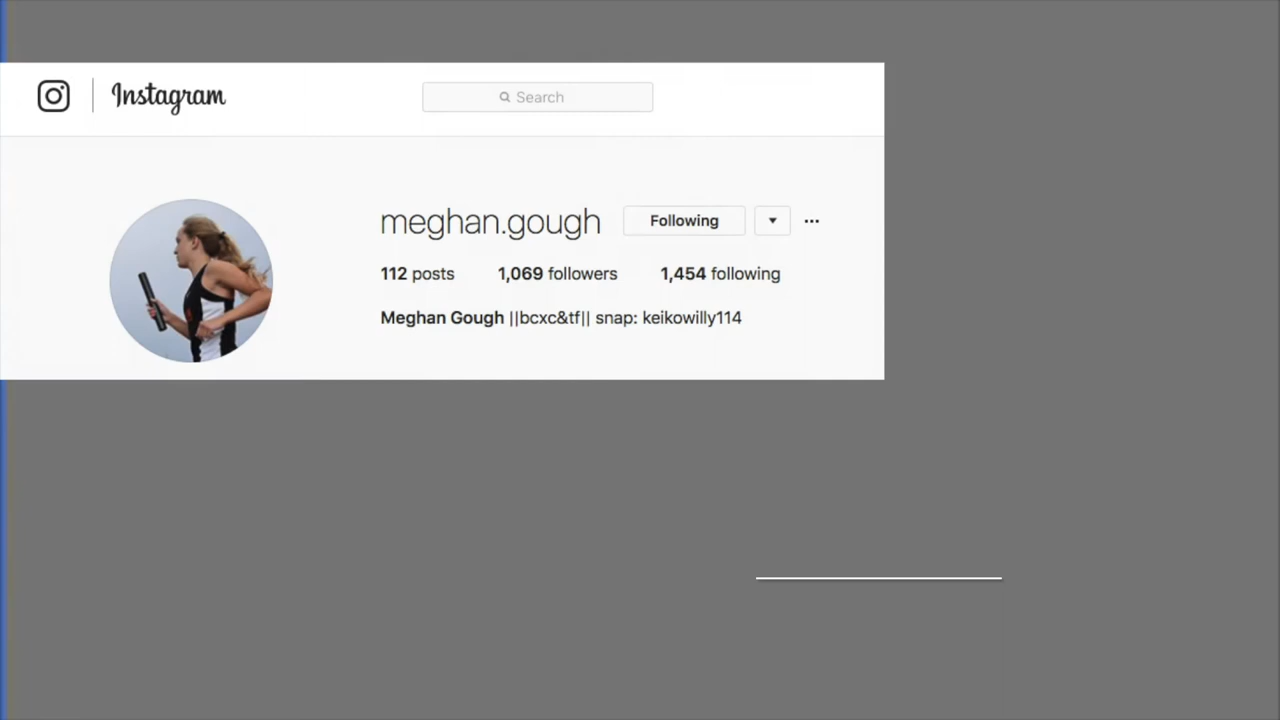 Instagram
Search
meghan.gough Following ...
112 posts 1,069 followers 1,454 following
Meghan Gough ||bcxc&tf|| snap: keikowilly114